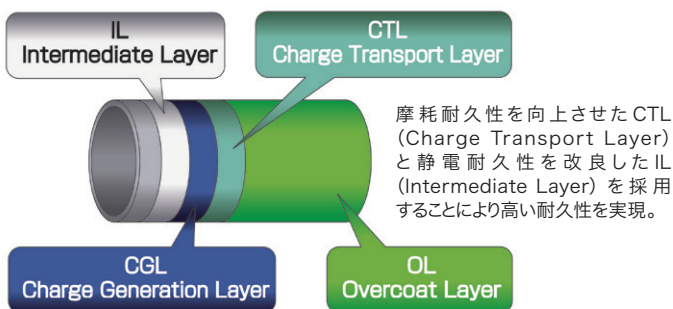 IL
Intermediate Layer
CTL
Charge Transport Layer
摩耗耐久性を向上させたCTL
（Charge Transport Layer）
と静電耐久性を改良したIL
（Intermediate Layer）を採用
することにより高い耐久性を実現。
CGL
Charge Generation Layer
OL
Overcoat Layer